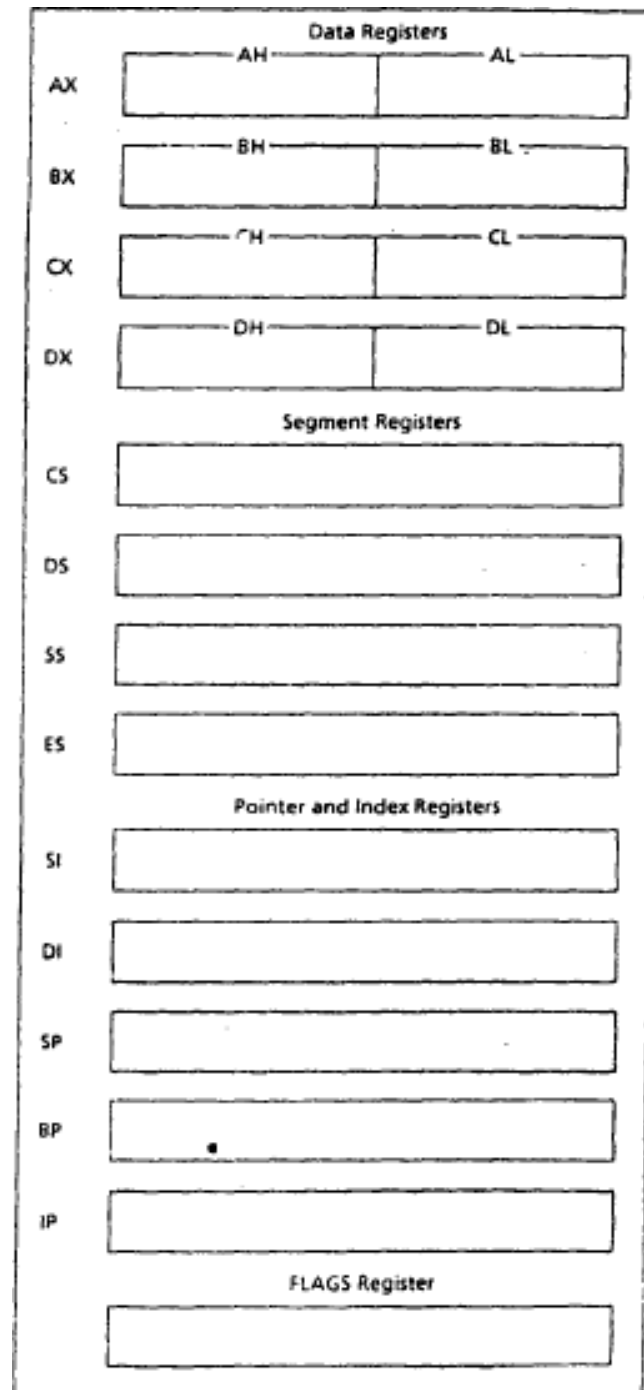 Data Registers
AH AL
AX
BH BL
BX
CH CL
CX
DH DL
DX
Segment Registers
CS
DS
SS
ES
Pointer and Index Registers
SI
DI
SP
BP
IP
FLAGS Register